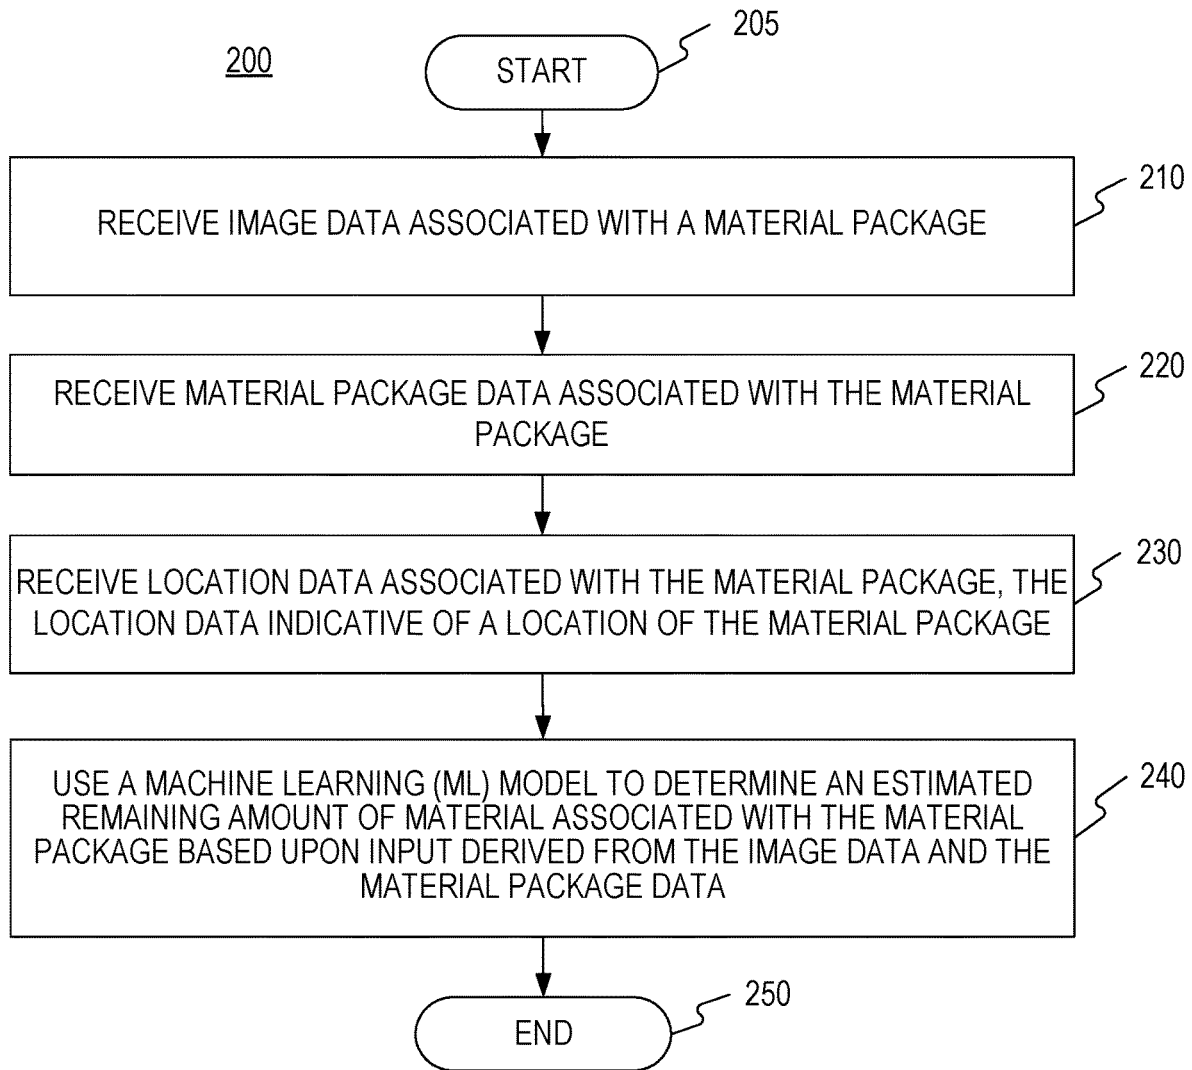 205
200
START
210
RECEIVE IMAGE DATA ASSOCIATED WITH A MATERIAL PACKAGE
220
RECEIVE MATERIAL PACKAGE DATA ASSOCIATED WITH THE MATERIAL
PACKAGE
230
RECEIVE LOCATION DATA ASSOCIATED WITH THE MATERIAL PACKAGE, THE
LOCATION DATA INDICATIVE OF A LOCATION OF THE MATERIAL PACKAGE
240
USE A MACHINE LEARNING (ML) MODEL TO DETERMINE AN ESTIMATED
REMAINING AMOUNT OF MATERIAL ASSOCIATED WITH THE MATERIAL
PACKAGE BASED UPON INPUT DERIVED FROM THE IMAGE DATA AND THE
MATERIAL PACKAGE DATA
250
END